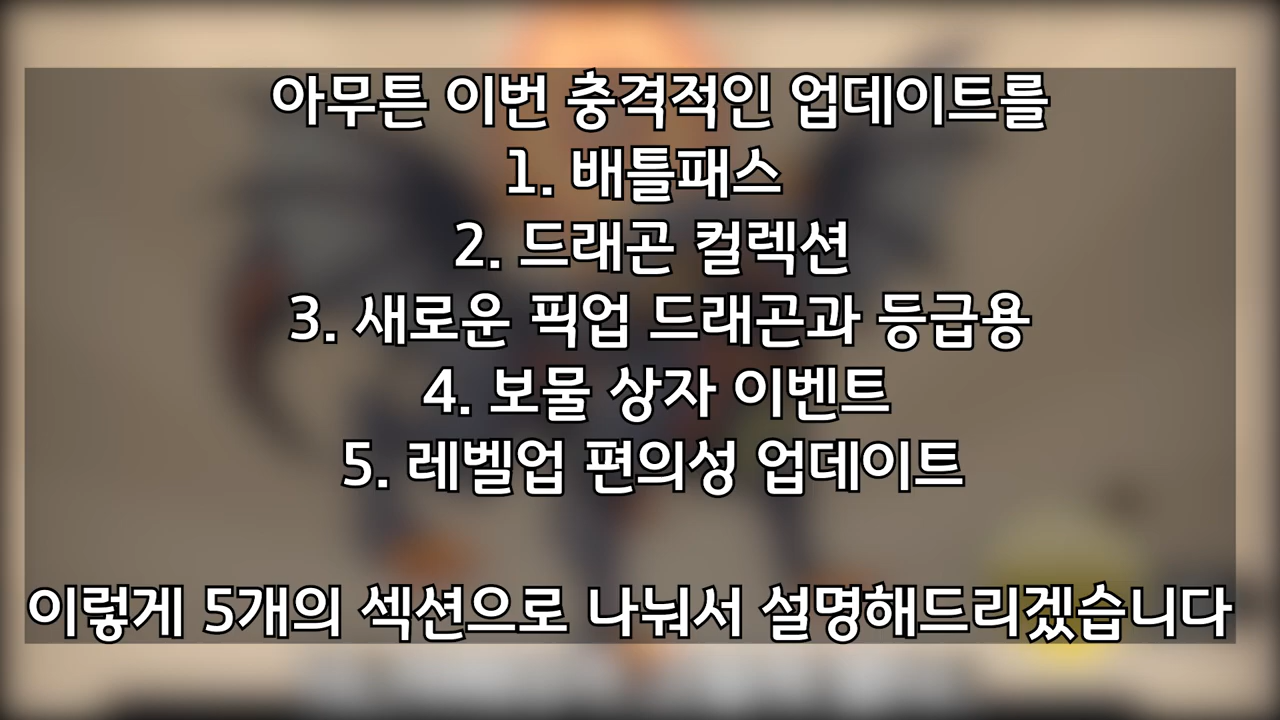 아무튼 이번 충격적인 업데이트를
1. 배틀패스
2. 드래곤 컬렉션
3. 새로운 픽업 드래곤과 등급용
4. 보물 상자 이벤트
5. 레벨업 편의성 업데이트
이렇게 5개의 섹션으로 나눠서 설명해드리겠습니다